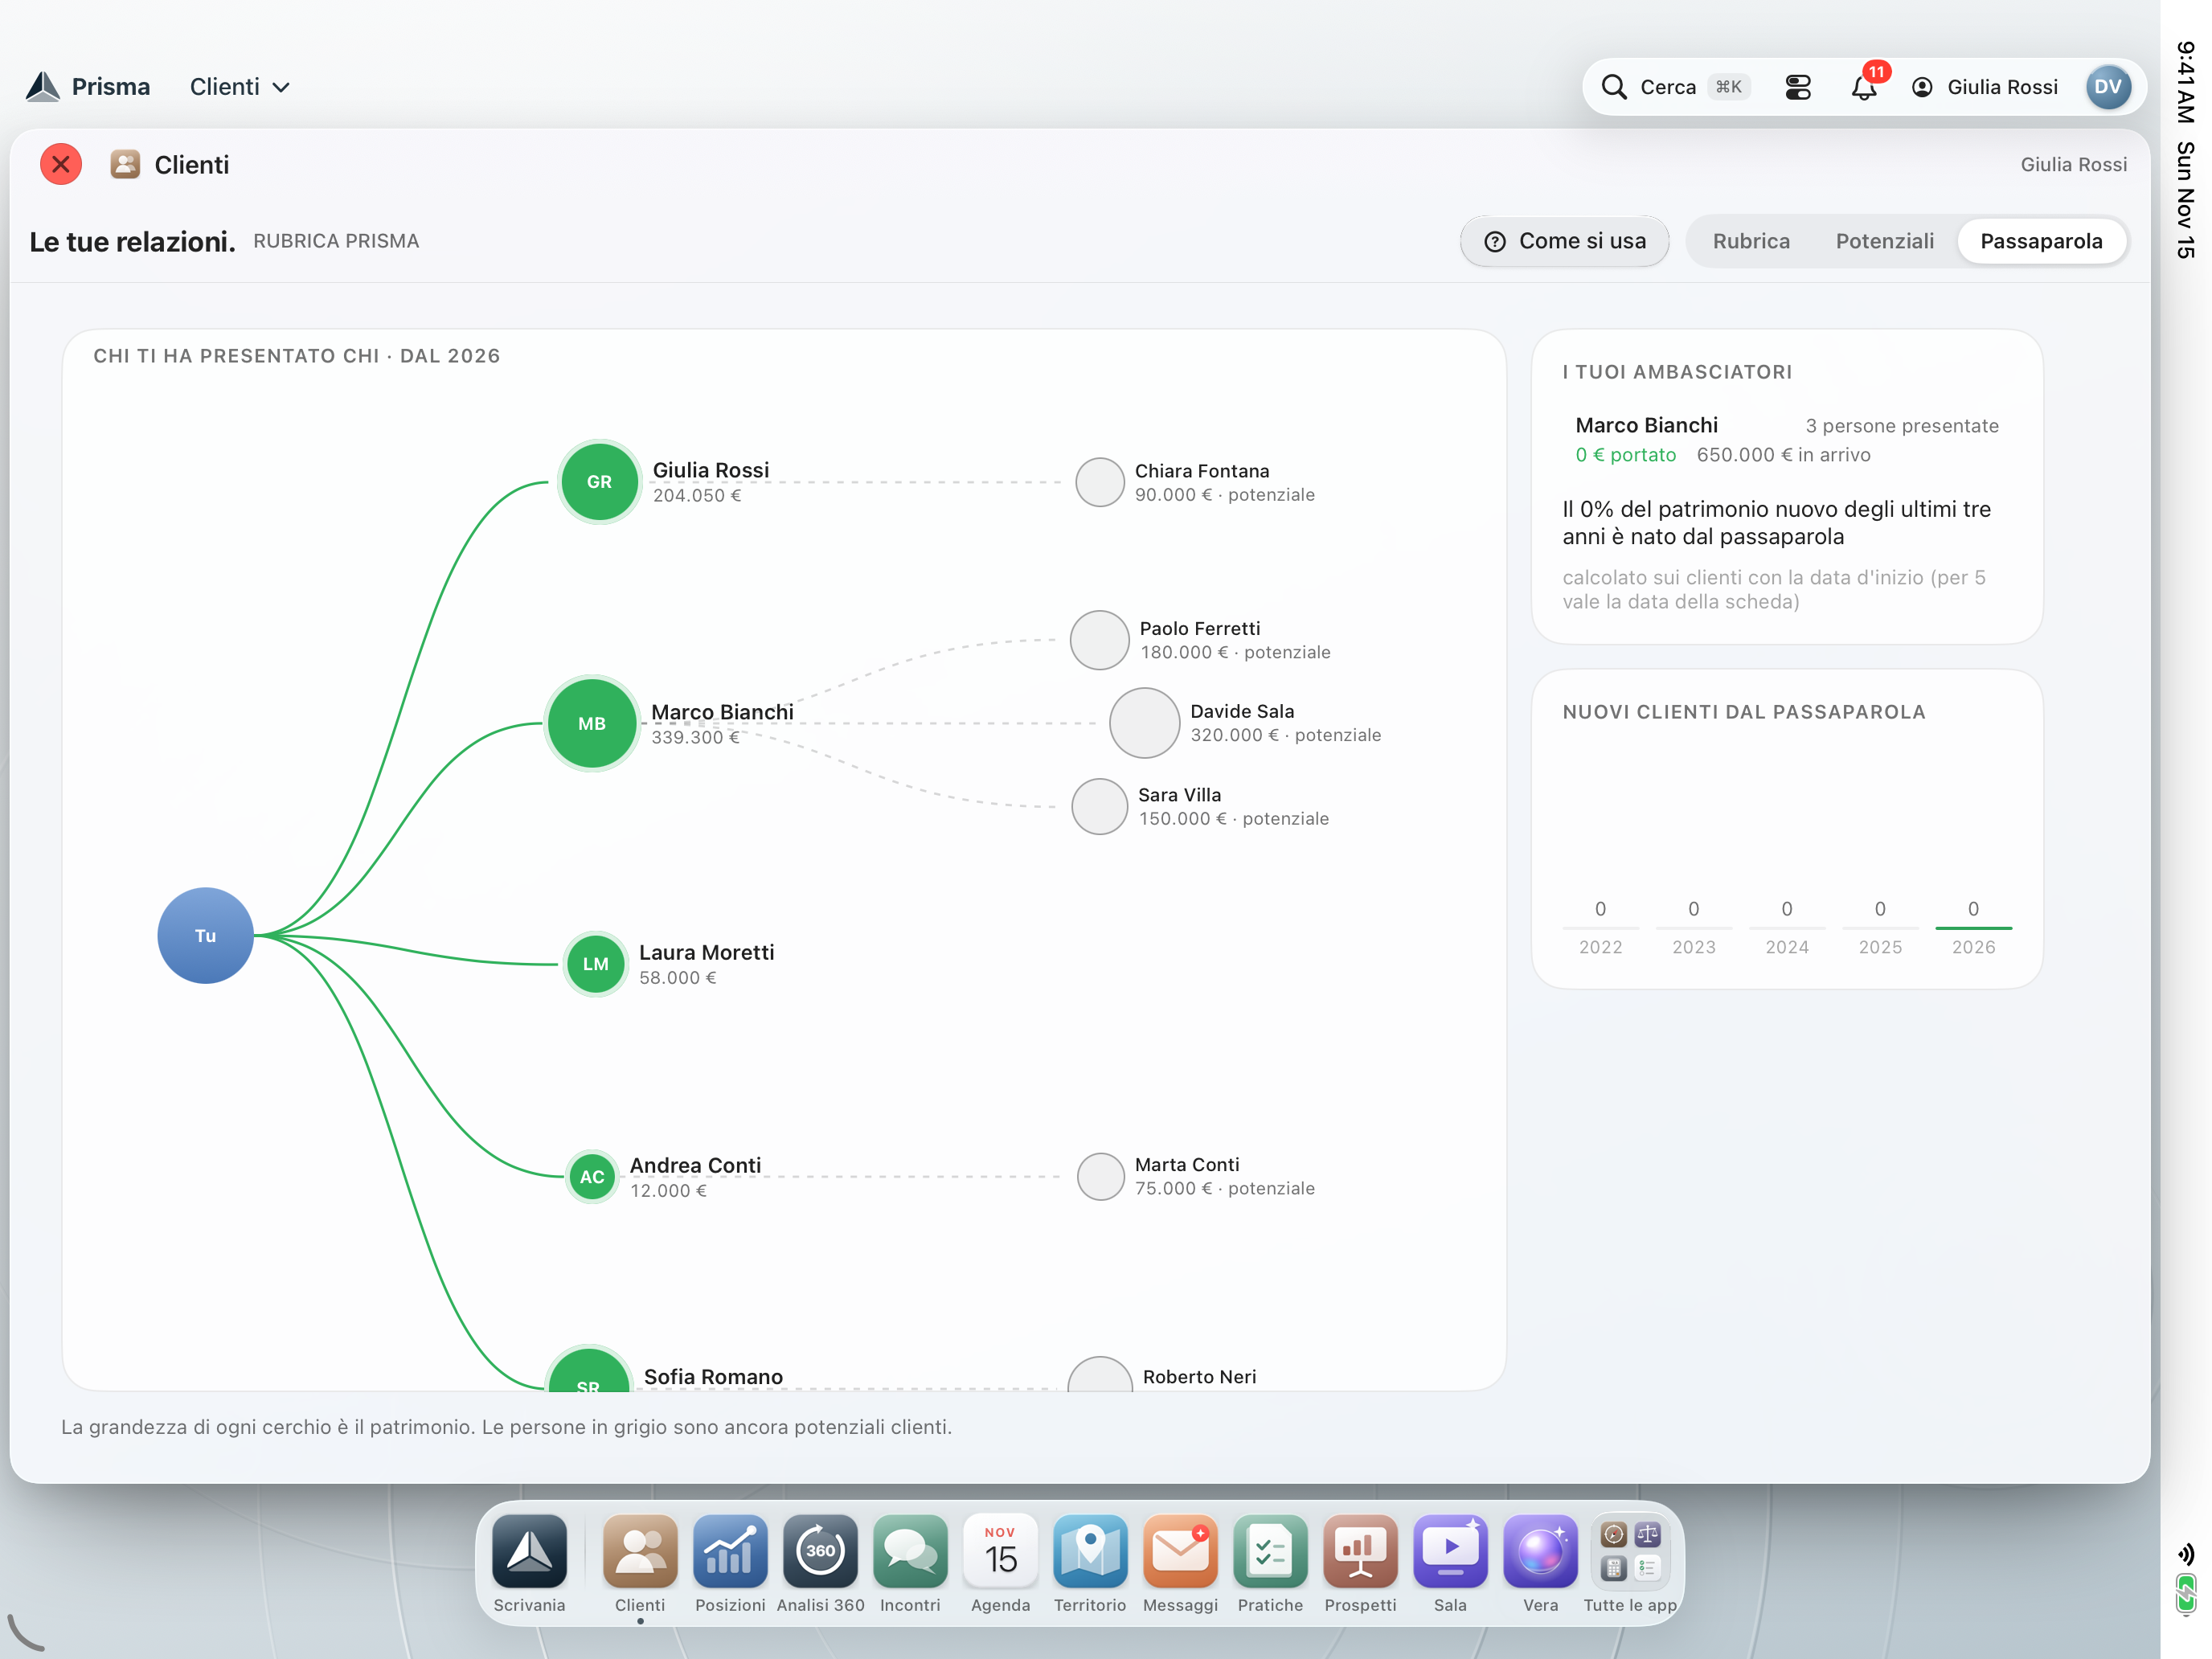 9:41 AM Sun Nov 15
Prisma
Clienti
Cerca ⌘K
11
Giulia Rossi
DV
Clienti
Giulia Rossi
Le tue relazioni. RUBRICA PRISMA
Come si usa
Rubrica
Potenziali
Passaparola
CHI TI HA PRESENTATO CHI · DAL 2026
Tu
GR
Giulia Rossi
204.050 €
Chiara Fontana
90.000 € · potenziale
MB
Marco Bianchi
339.300 €
Paolo Ferretti
180.000 € · potenziale
Davide Sala
320.000 € · potenziale
Sara Villa
150.000 € · potenziale
LM
Laura Moretti
58.000 €
AC
Andrea Conti
12.000 €
Marta Conti
75.000 € · potenziale
SR
Sofia Romano
Roberto Neri
I TUOI AMBASCIATORI
Marco Bianchi
3 persone presentate
0 € portato
650.000 € in arrivo
Il 0% del patrimonio nuovo degli ultimi tre
anni è nato dal passaparola
calcolato sui clienti con la data d'inizio (per 5
vale la data della scheda)
NUOVI CLIENTI DAL PASSAPAROLA
0 0 0 0 0
2022 2023 2024 2025 2026
La grandezza di ogni cerchio è il patrimonio. Le persone in grigio sono ancora potenziali clienti.
360
NOV
15
Scrivania
Clienti
Posizioni
Analisi 360
Incontri
Agenda
Territorio
Messaggi
Pratiche
Prospetti
Sala
Vera
Tutte le app